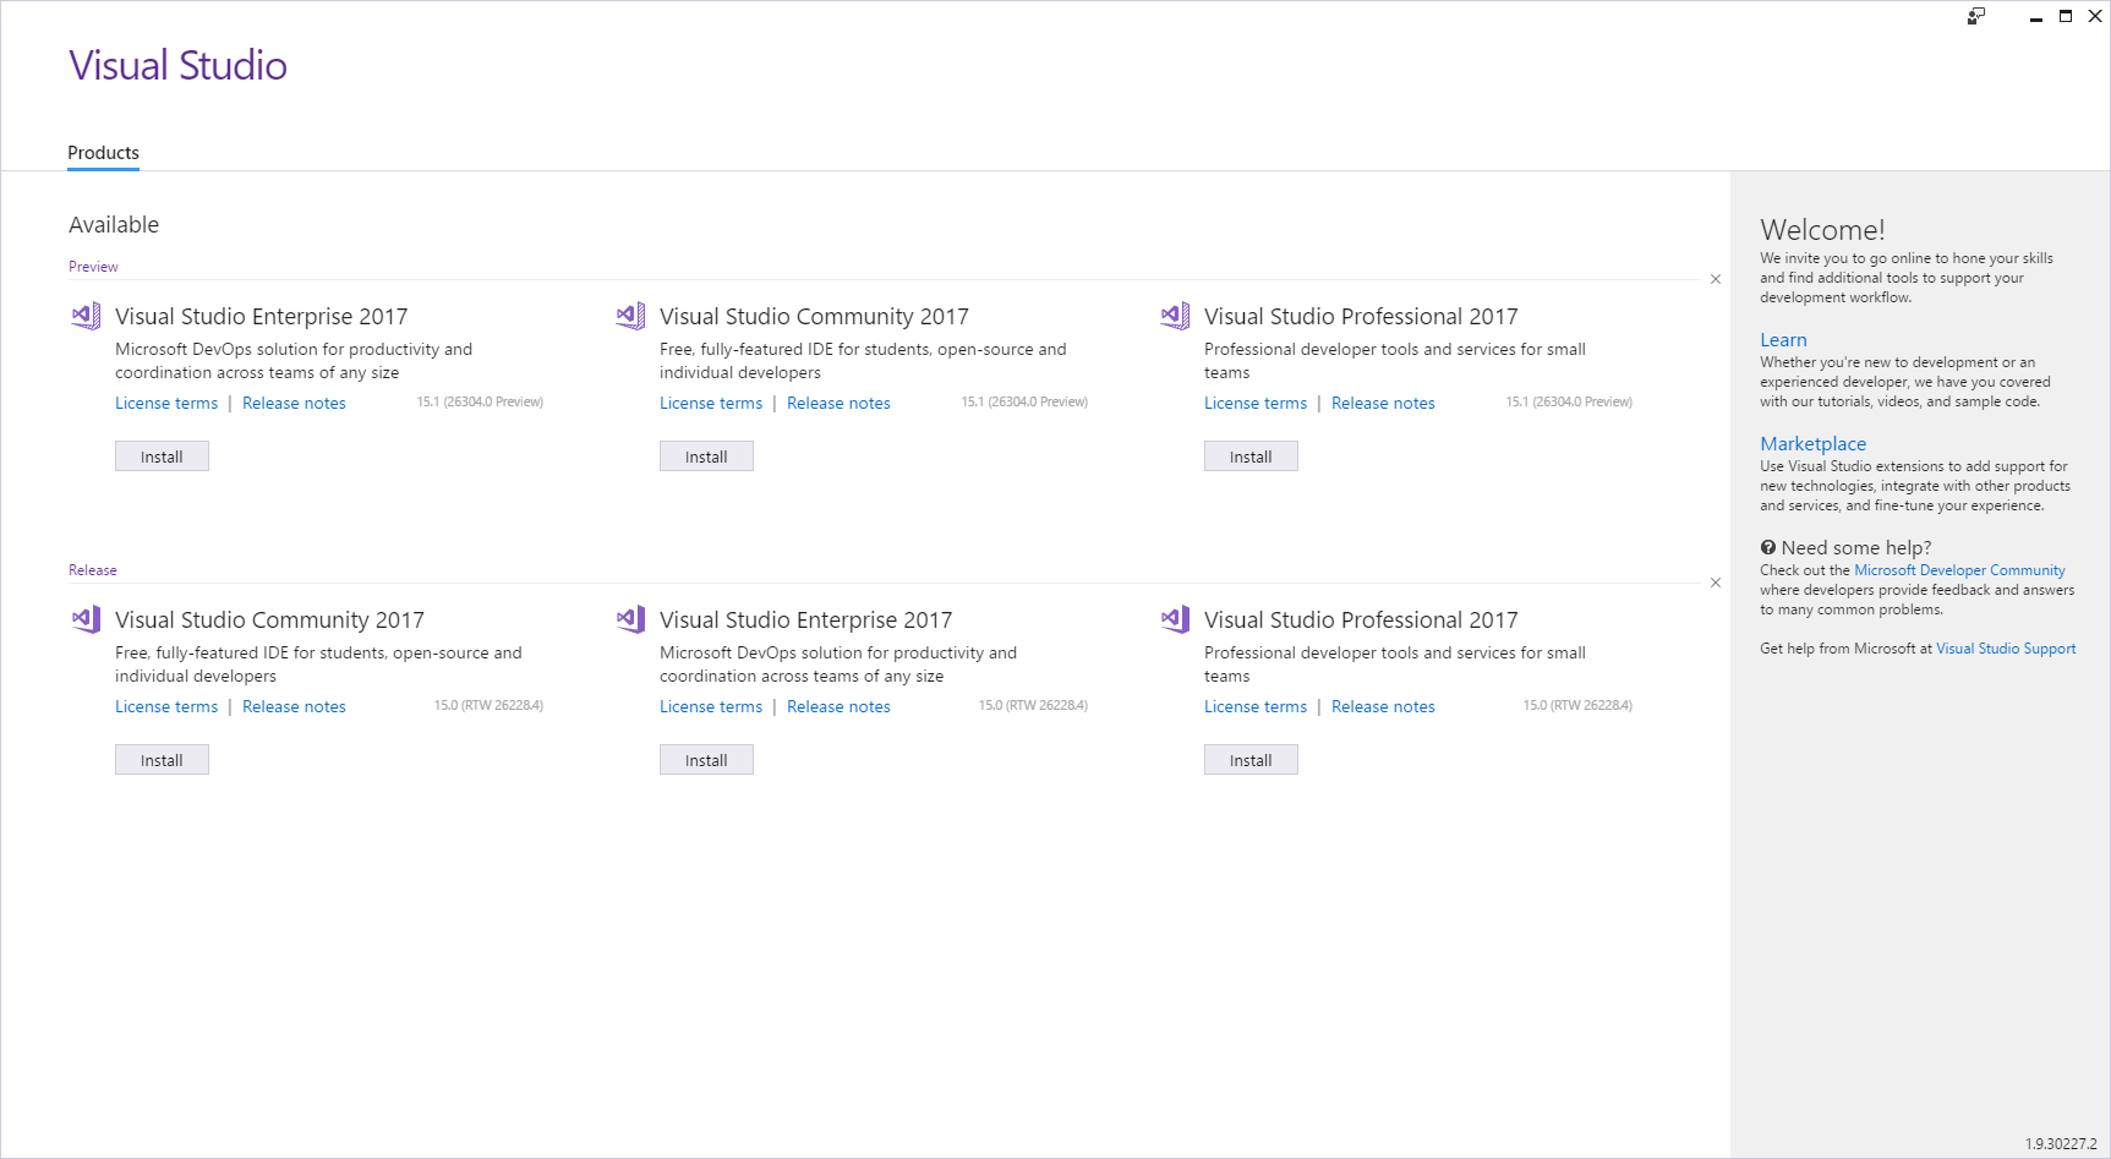 Visual Studio
Products
Available
Preview
Visual Studio Enterprise 2017
Microsoft DevOps solution for productivity and
coordination across teams of any size
License terms | Release notes 15.1 (26304.0 Preview)
Install
Visual Studio Community 2017
Free, fully-featured IDE for students, open-source and
individual developers
License terms | Release notes 15.1 (26304.0 Preview)
Install
Visual Studio Professional 2017
Professional developer tools and services for small
teams
License terms | Release notes 15.1 (26304.0 Preview)
Install
Release
Visual Studio Community 2017
Free, fully-featured IDE for students, open-source and
individual developers
License terms | Release notes 15.0 (RTW 26228.4)
Install
Visual Studio Enterprise 2017
Microsoft DevOps solution for productivity and
coordination across teams of any size
License terms | Release notes 15.0 (RTW 26228.4)
Install
Visual Studio Professional 2017
Professional developer tools and services for small
teams
License terms | Release notes 15.0 (RTW 26228.4)
Install
Welcome!
We invite you to go online to hone your skills
and find additional tools to support your
development workflow.
Learn
Whether you're new to development or an
experienced developer, we have you covered
with our tutorials, videos, and sample code.
Marketplace
Use Visual Studio extensions to add support for
new technologies, integrate with other products
and services, and fine-tune your experience.
Need some help?
Check out the Microsoft Developer Community
where developers provide feedback and answers
to many common problems.
Get help from Microsoft at Visual Studio Support
1.9.30227.2